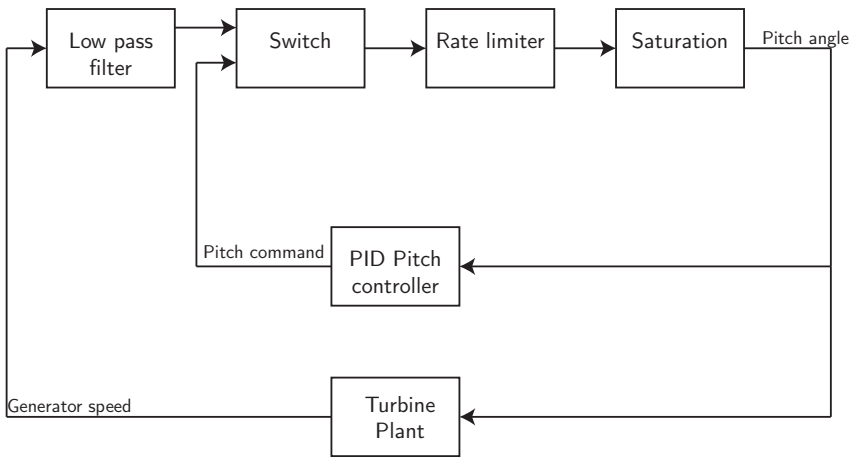 Low pass
filter
Switch
Rate limiter
Saturation
Pitch angle
Pitch command
PID Pitch
controller
Generator speed
Turbine
Plant